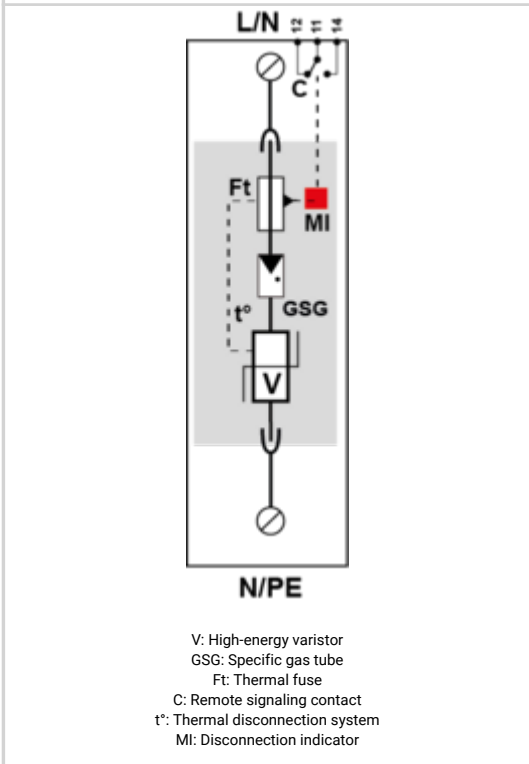 L/N 12 11 14
C
Ft
MI
t° GSG
V
N/PE
V: High-energy varistor
GSG: Specific gas tube
Ft: Thermal fuse
C: Remote signaling contact
t°: Thermal disconnection system
MI: Disconnection indicator